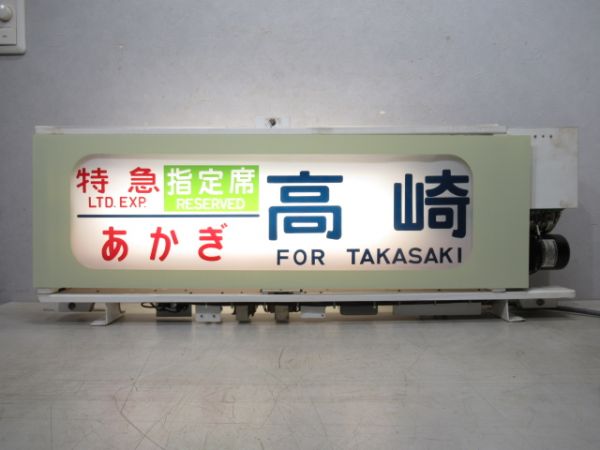 特急
LTD. EXP.
指定席
RESERVED
あかぎ
高崎
FOR TAKASAKI